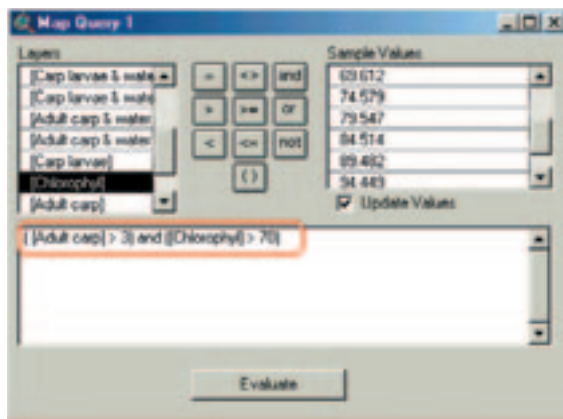 Map Query 1
Layers
[Carp larvae & wate
[Carp larvae & wate
[Adult carp & water
[Adult carp & water
[Carp larvae]
[Chlorophyl]
[Adult carp]
= <> and
> >= or
< <= not
( )
Sample Values
69.612
74.579
79.547
84.514
89.482
94.449
Update Values
( [Adult carp] > 3) and ([Chlorophyl] > 70)
Evaluate